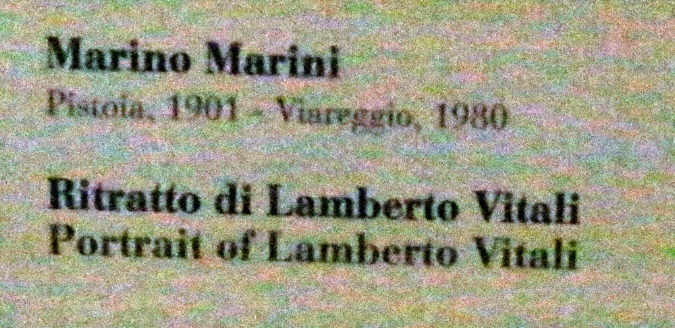 Marino Marini
Pistoia, 1901 - Viareggio, 1980
Ritratto di Lamberto Vitali
Portrait of Lamberto Vitali